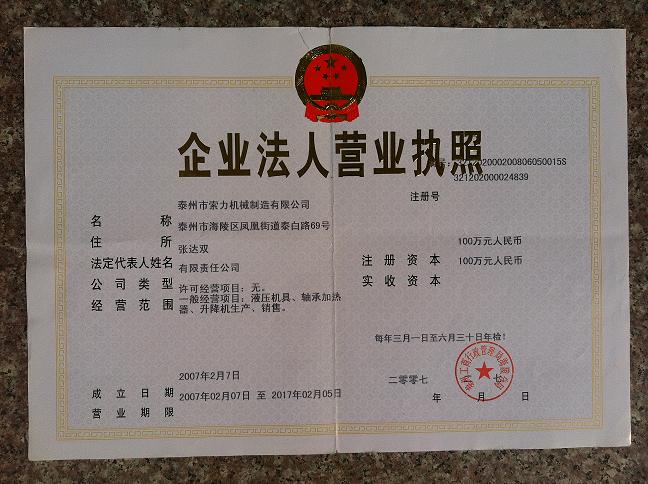 企业法人营业执照
321202000200806050015S
321202000024839
注册号
名称 泰州市索力机械制造有限公司
住所 泰州市海陵区凤凰街道泰白路69号
法定代表人姓名 张达双
公司类型 有限责任公司
经营范围 许可经营项目：无。
一般经营项目：液压机具、轴承加热
器、升降机生产、销售。
注册资本 100万元人民币
实收资本 100万元人民币
每年三月一日至六月三十日年检！
成立日期 2007年2月7日
营业期限 2007年02月07日 至 2017年02月05日
二零零七 年 月 七 日